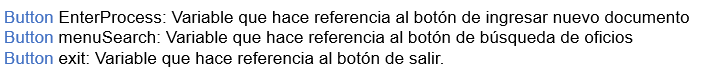 Button EnterProcess: Variable que hace referencia al botón de ingresar nuevo documento
Button menuSearch: Variable que hace referencia al botón de búsqueda de oficios
Button exit: Variable que hace referencia al botón de salir.